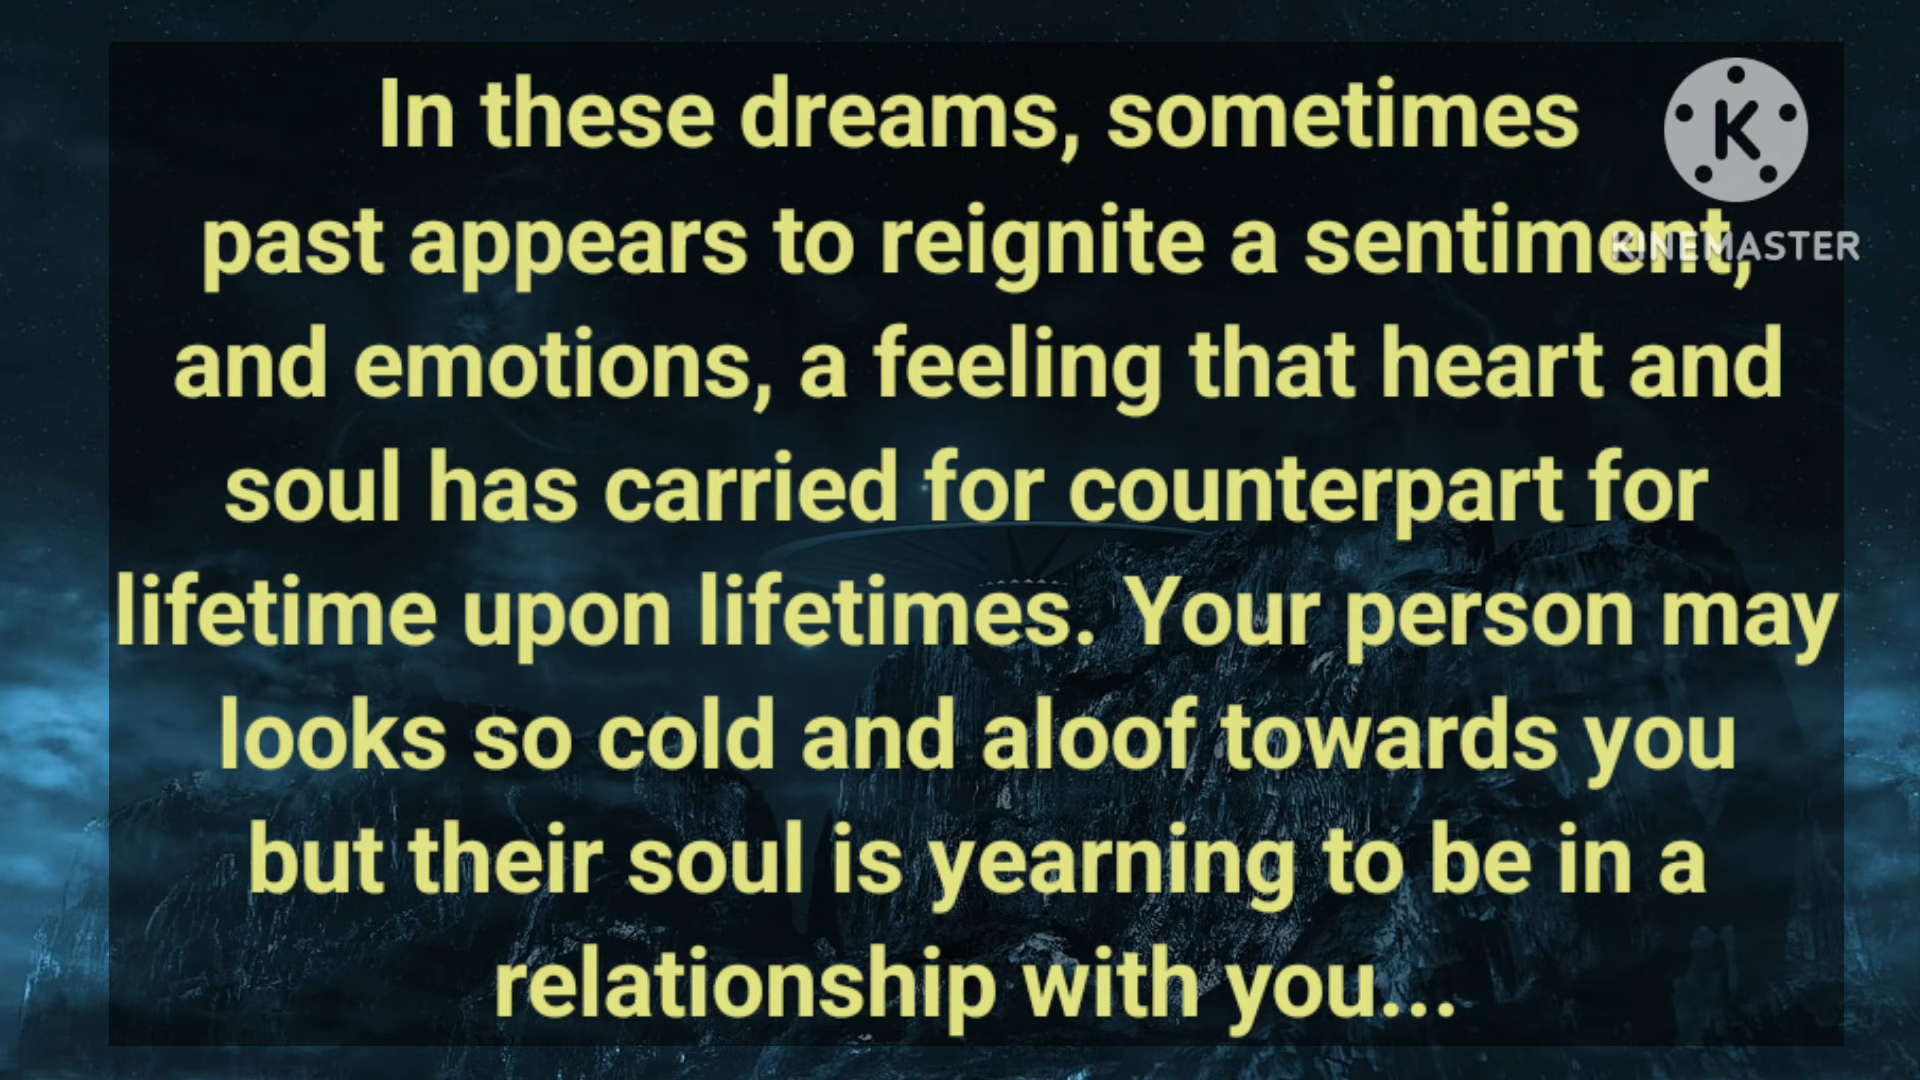 In these dreams, sometimes
past appears to reignite a sentiment,
and emotions, a feeling that heart and
soul has carried for counterpart for
lifetime upon lifetimes. Your person may
looks so cold and aloof towards you
but their soul is yearning to be in a
relationship with you...
K
KINEMASTER